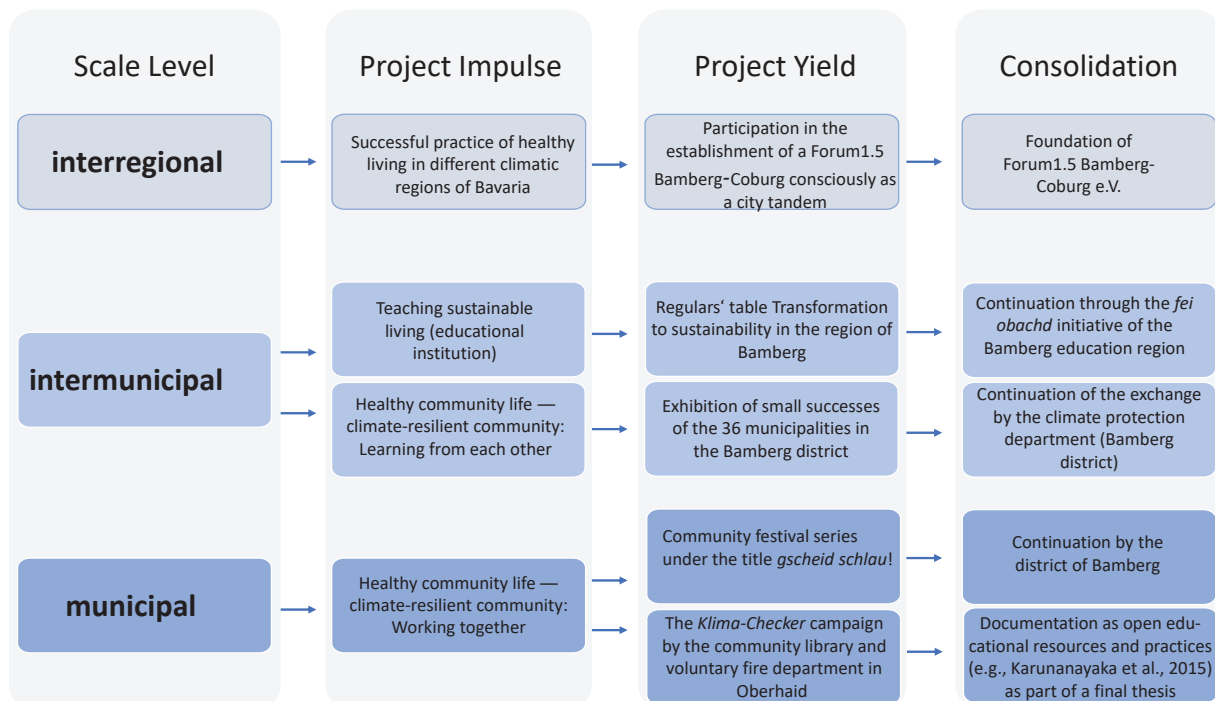 Scale Level
Project Impulse
Project Yield
Consolidation
interregional
Successful practice of healthy
living in different climatic
regions of Bavaria
Participation in the
establishment of a Forum1.5
Bamberg-Coburg consciously as
a city tandem
Foundation of
Forum1.5 Bamberg-
Coburg e.V.
intermunicipal
Teaching sustainable
living (educational
institution)
Regulars‘ table Transformation
to sustainability in the region of
Bamberg
Continuation through the fei
obachd initiative of the
Bamberg education region
Healthy community life —
climate-resilient community:
Learning from each other
Exhibition of small successes
of the 36 municipalities in
the Bamberg district
Continuation of the exchange
by the climate protection
department (Bamberg
district)
municipal
Healthy community life —
climate-resilient community:
Working together
Community festival series
under the title gscheid schlau!
Continuation by the
district of Bamberg
The Klima-Checker campaign
by the community library and
voluntary fire department in
Oberhaid
Documentation as open edu-
cational resources and practices
(e.g., Karunanayaka et al., 2015)
as part of a final thesis